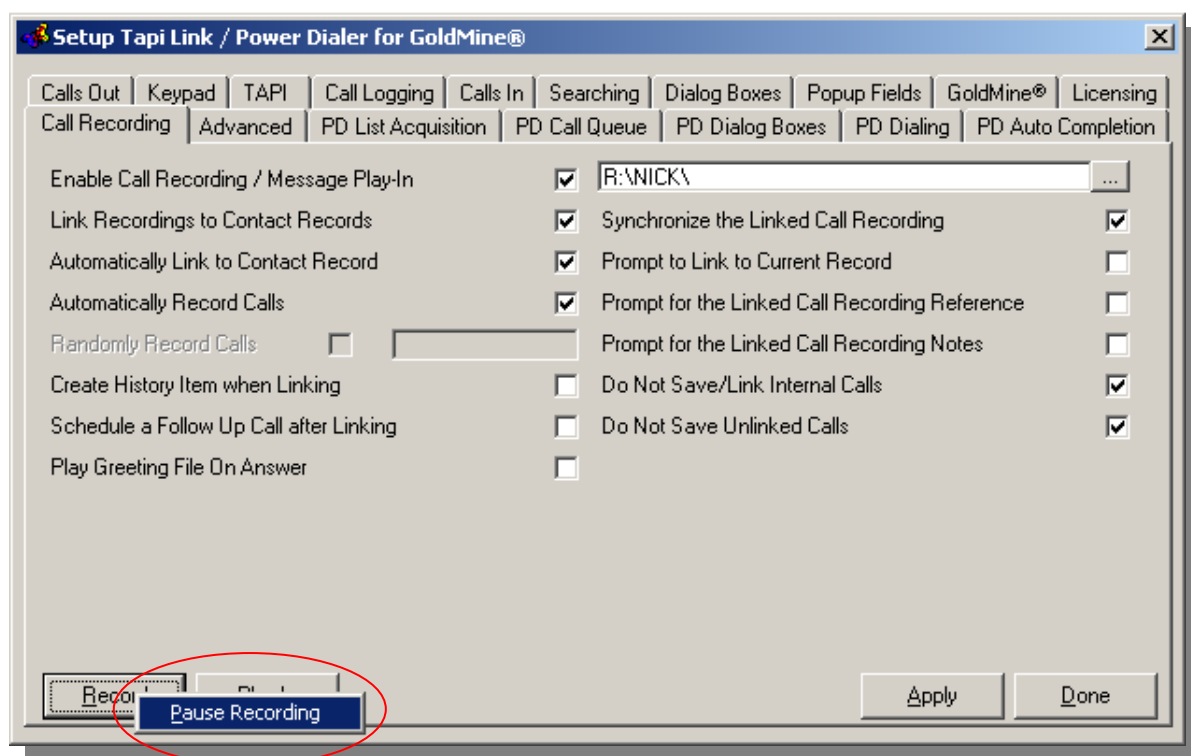 Setup Tapi Link / Power Dialer for GoldMine®
Calls Out Keypad TAPI Call Logging Calls In Searching Dialog Boxes Popup Fields GoldMine® Licensing
Call Recording Advanced PD List Acquisition PD Call Queue PD Dialog Boxes PD Dialing PD Auto Completion
Enable Call Recording / Message Play-In R:\NICK\ ...
Link Recordings to Contact Records Synchronize the Linked Call Recording
Automatically Link to Contact Record Prompt to Link to Current Record
Automatically Record Calls Prompt for the Linked Call Recording Reference
Randomly Record Calls Prompt for the Linked Call Recording Notes
Create History Item when Linking Do Not Save/Link Internal Calls
Schedule a Follow Up Call after Linking Do Not Save Unlinked Calls
Play Greeting File On Answer
Record Apply Done
Pause Recording